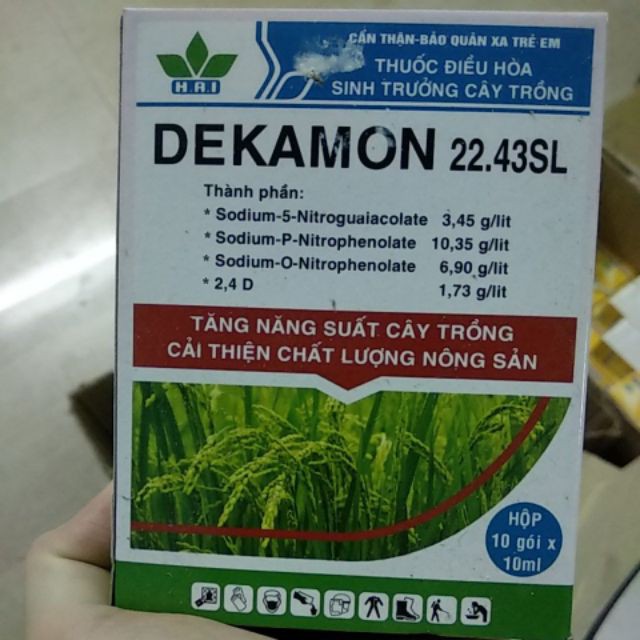 H.A.I
CẨN THẬN-BẢO QUẢN XA TRẺ EM
THUỐC ĐIỀU HÒA
SINH TRƯỞNG CÂY TRỒNG
DEKAMON 22.43SL
Thành phần:
* Sodium-5-Nitroguaiacolate 3,45 g/lit
* Sodium-P-Nitrophenolate 10,35 g/lit
* Sodium-O-Nitrophenolate 6,90 g/lit
* 2,4 D 1,73 g/lit
TĂNG NĂNG SUẤT CÂY TRỒNG
CẢI THIỆN CHẤT LƯỢNG NÔNG SẢN
HỘP
10 gói x
10ml